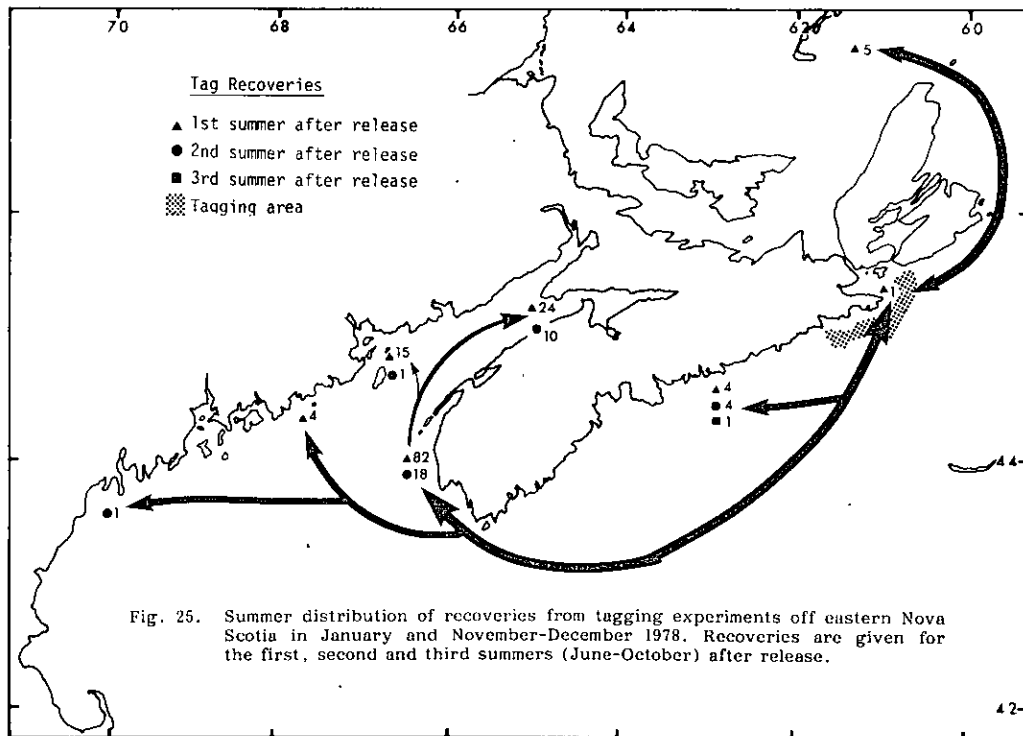 70 68 66 64 62 60
Tag Recoveries
▲ 1st summer after release
● 2nd summer after release
■ 3rd summer after release
Tagging area
5
1
24
10
15
1
4
4
4
1
82
18
44
1
Fig. 25. Summer distribution of recoveries from tagging experiments off eastern Nova
Scotia in January and November-December 1978. Recoveries are given for
the first, second and third summers (June-October) after release.
42